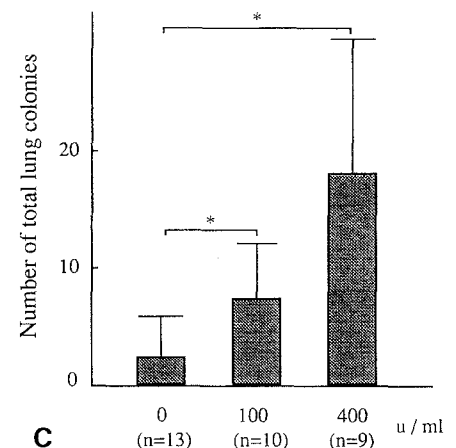 *
Number of total lung colonies
20
*
10
0
0 100 400 u / ml
(n=13) (n=10) (n=9)
C